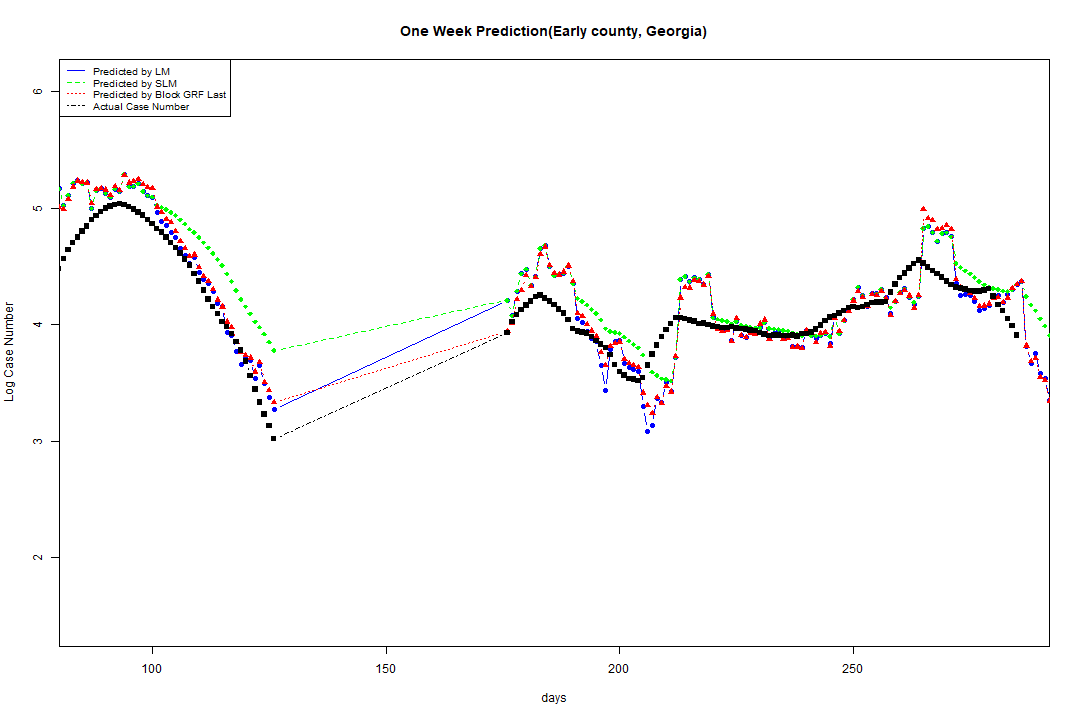 One Week Prediction(Early county, Georgia)
Predicted by LM
Predicted by SLM
Predicted by Block GRF Last
Actual Case Number
6
5
4
3
2
Log Case Number
100
150
200
250
days